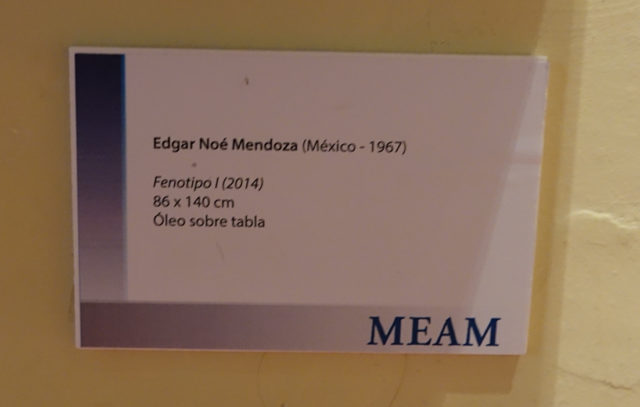 Edgar Noé Mendoza (México - 1967)
Fenotipo I (2014)
86 x 140 cm
Óleo sobre tabla
MEAM